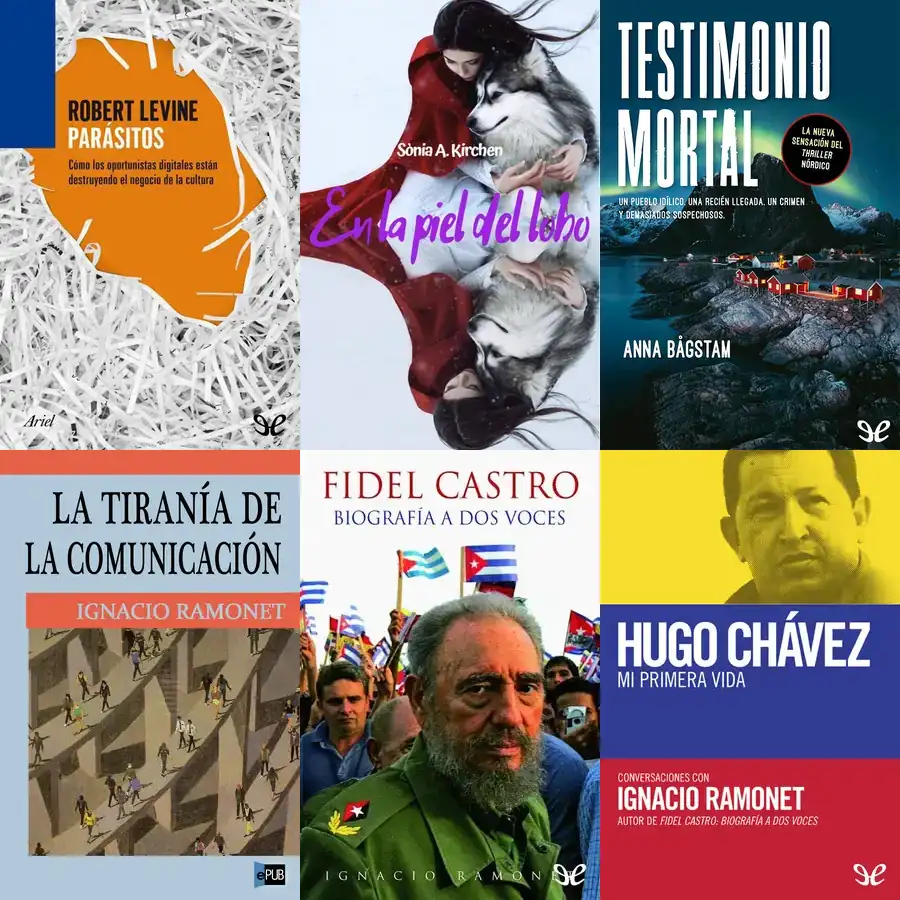 ROBERT LEVINE
PARÁSITOS
Cómo los oportunistas digitales están
destruyendo el negocio de la cultura
Ariel
Sònia A. Kirchen
En la piel del lobo
TESTIMONIO
MORTAL
LA NUEVA
SENSACIÓN DEL
THRILLER
NÓRDICO
UN PUEBLO IDÍLICO. UNA RECIÉN LLEGADA. UN CRIMEN
Y DEMASIADOS SOSPECHOSOS.
ANNA BÅGSTAM
LA TIRANÍA DE
LA COMUNICACIÓN
IGNACIO RAMONET
ePUB
FIDEL CASTRO
BIOGRAFÍA A DOS VOCES
IGNACIO RAMONET
HUGO CHÁVEZ
MI PRIMERA VIDA
CONVERSACIONES CON
IGNACIO RAMONET
AUTOR DE FIDEL CASTRO: BIOGRAFÍA A DOS VOCES